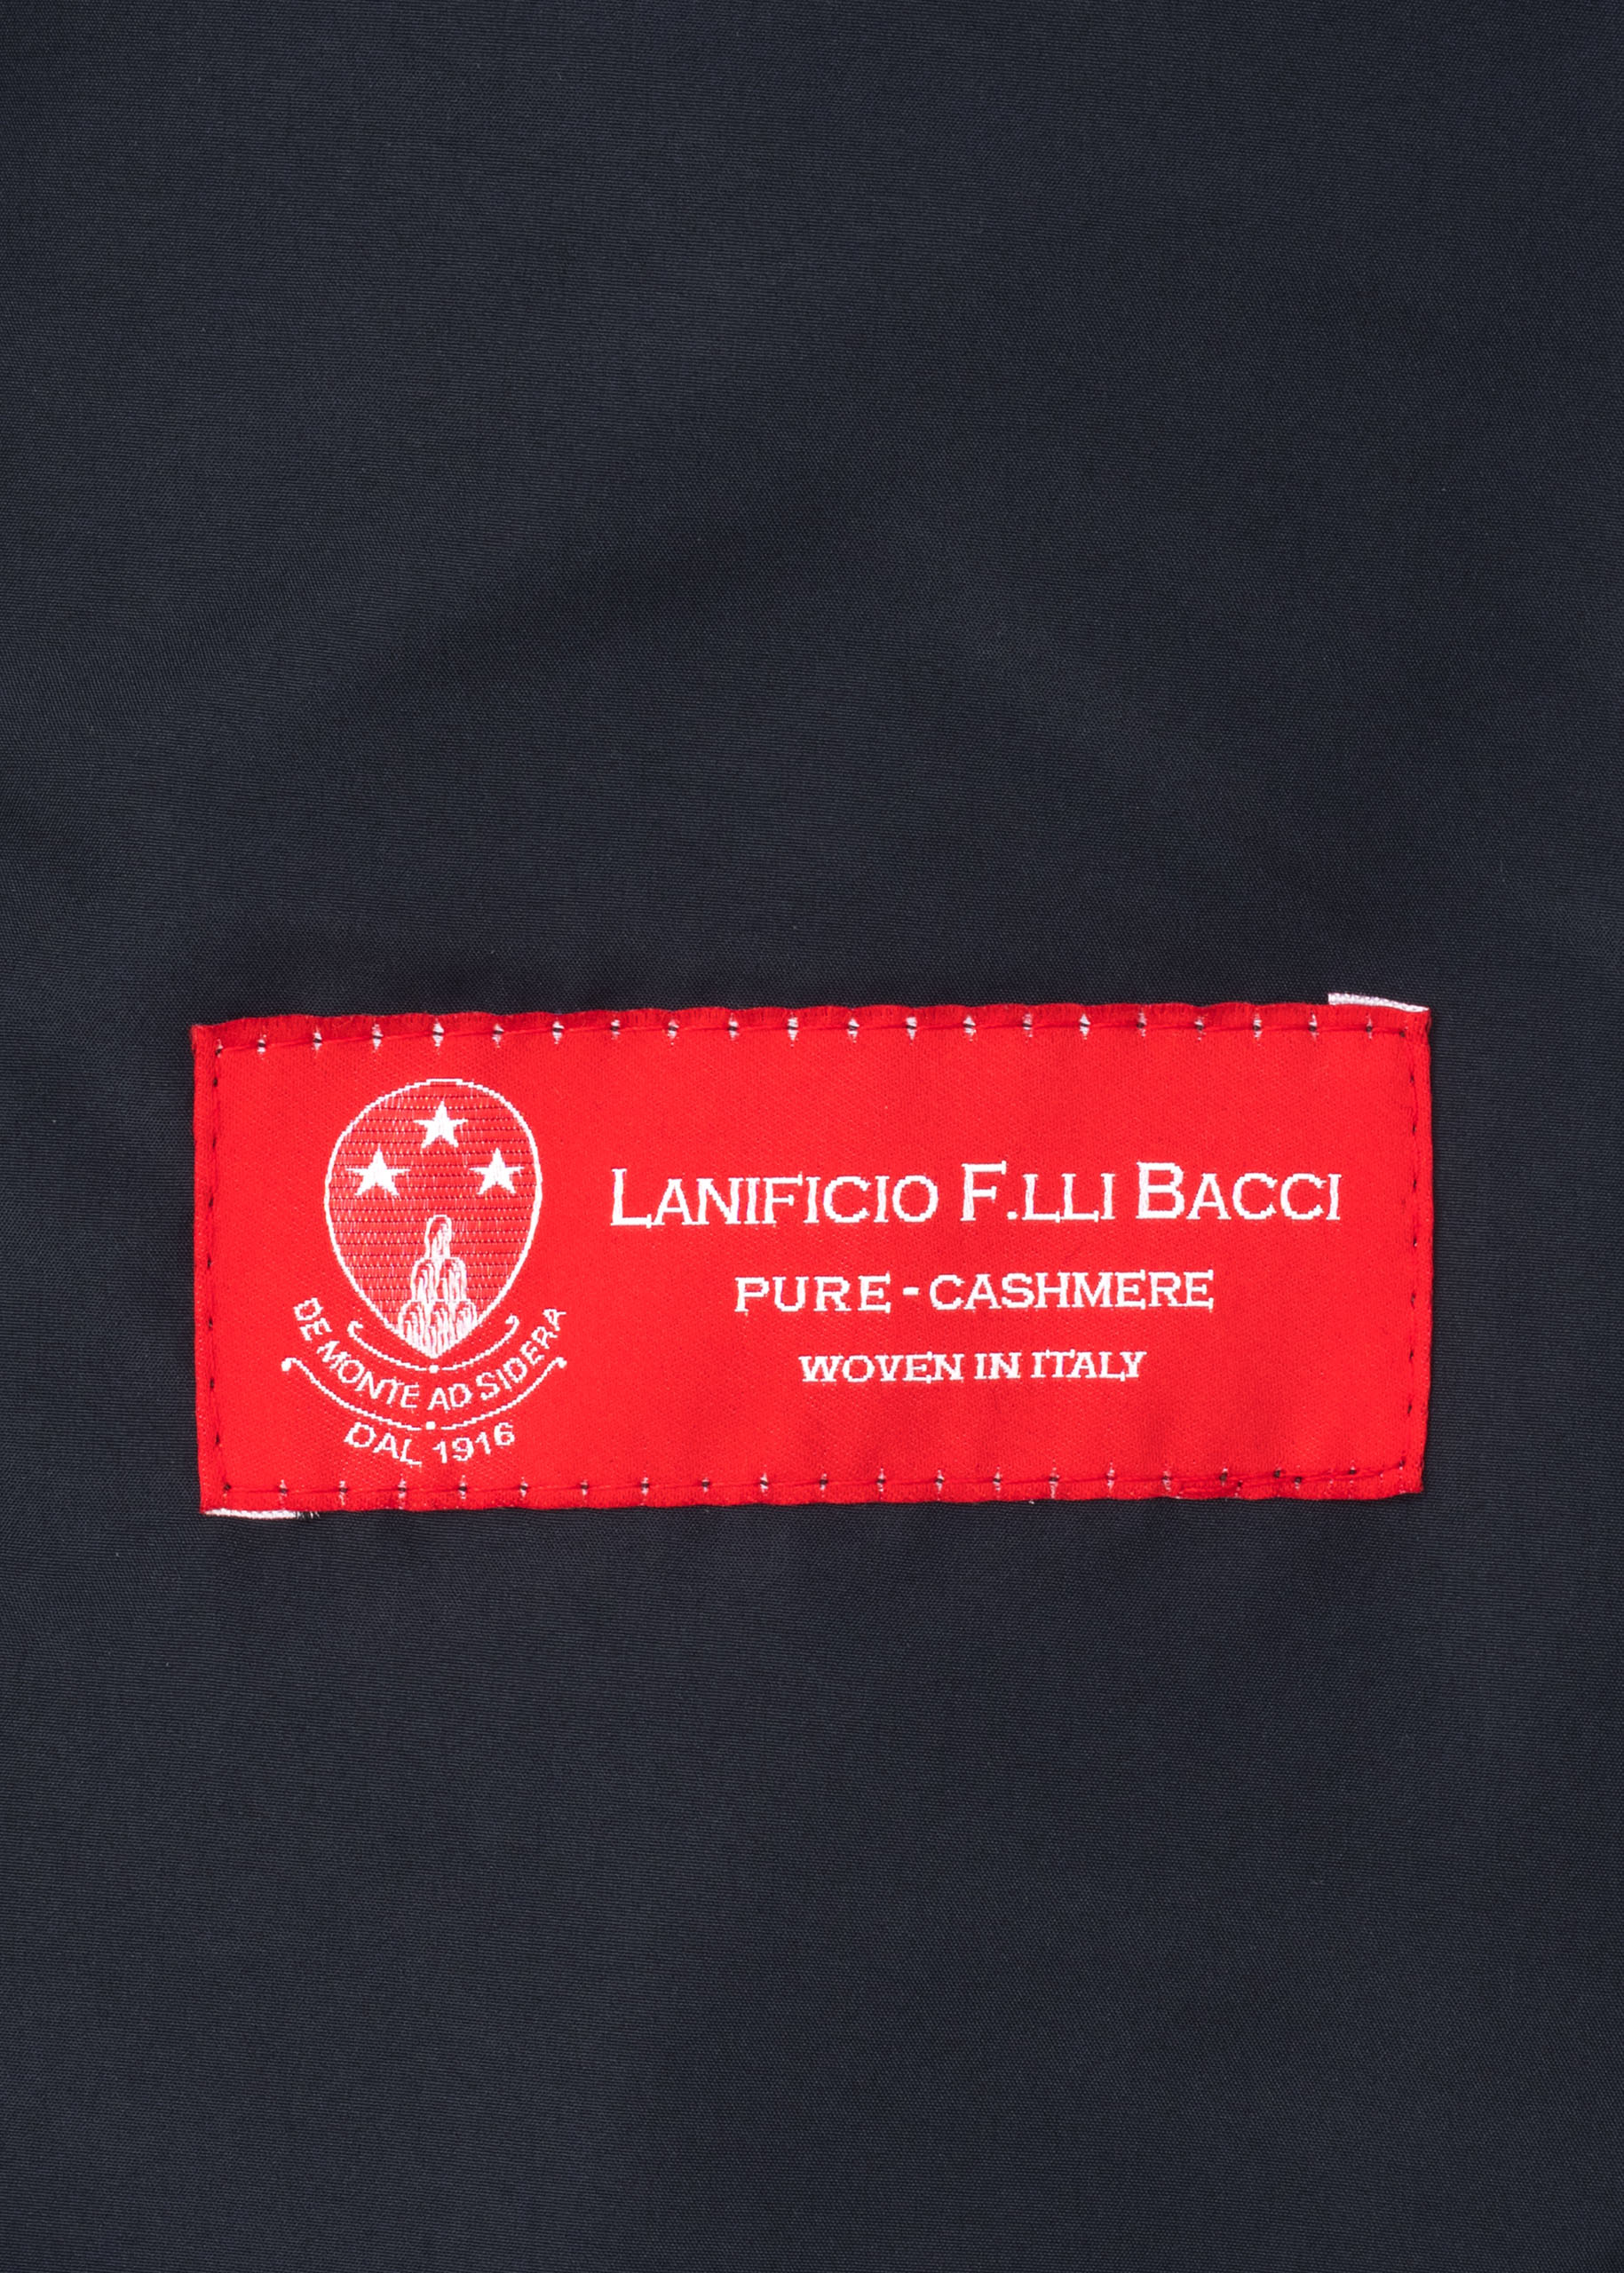 LANIFICIO F.LLI BACCI
PURE-CASHMERE
WOVEN IN ITALY
DE MONTE AD SIDERA
DAL 1916